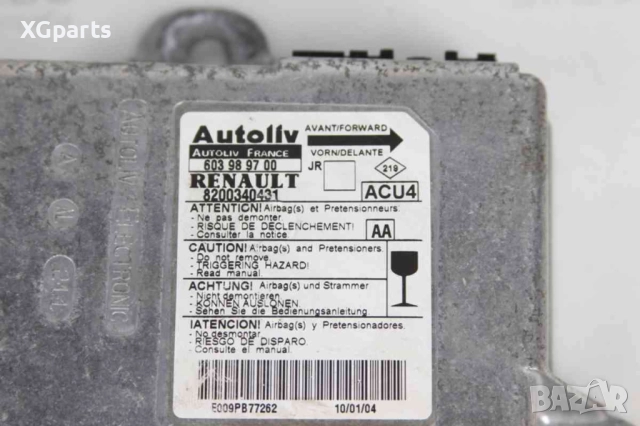 XGparts
Autoliv
AVANT/FORWARD
AUTOLIV FRANCE
VORN/DELANTE
603 98 97 00
JR
219
RENAULT
8200340431
ACU4
ATTENTION! Airbag(s) et Pretensionneurs.
- Ne pas demonter.
- RISQUE DE DECLENCHEMENT!
- Consulter la notice.
AA
CAUTION! Airbag(s) and Pretensioners.
- Do not remove.
- TRIGGERING HAZARD!
- Read manual.
ACHTUNG! Airbag(s) und Strammer
- Nicht demontieren.
- KÖNNEN AUSLÖNEN.
- Sehen Sie die Bedienungsanleitung
!ATENCION! Airbag(s) y Pretensionadores.
- No desmontar
- RIESGO DE DISPARO.
- Consulte el manual.
E009PB77262
10/01/04
AUTOLIV ELECTRONIC
BAZAR